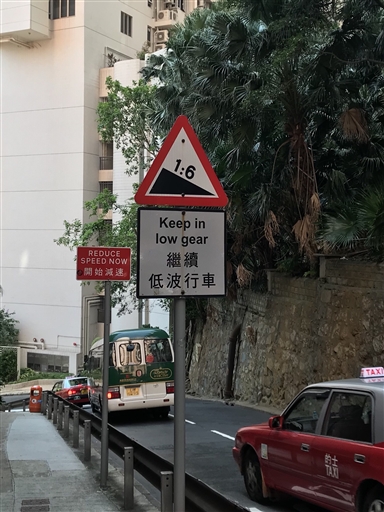 1:6
Keep in
low gear
繼續
低波行車
REDUCE
SPEED NOW
開始減速
TAXI
的士
TAXI